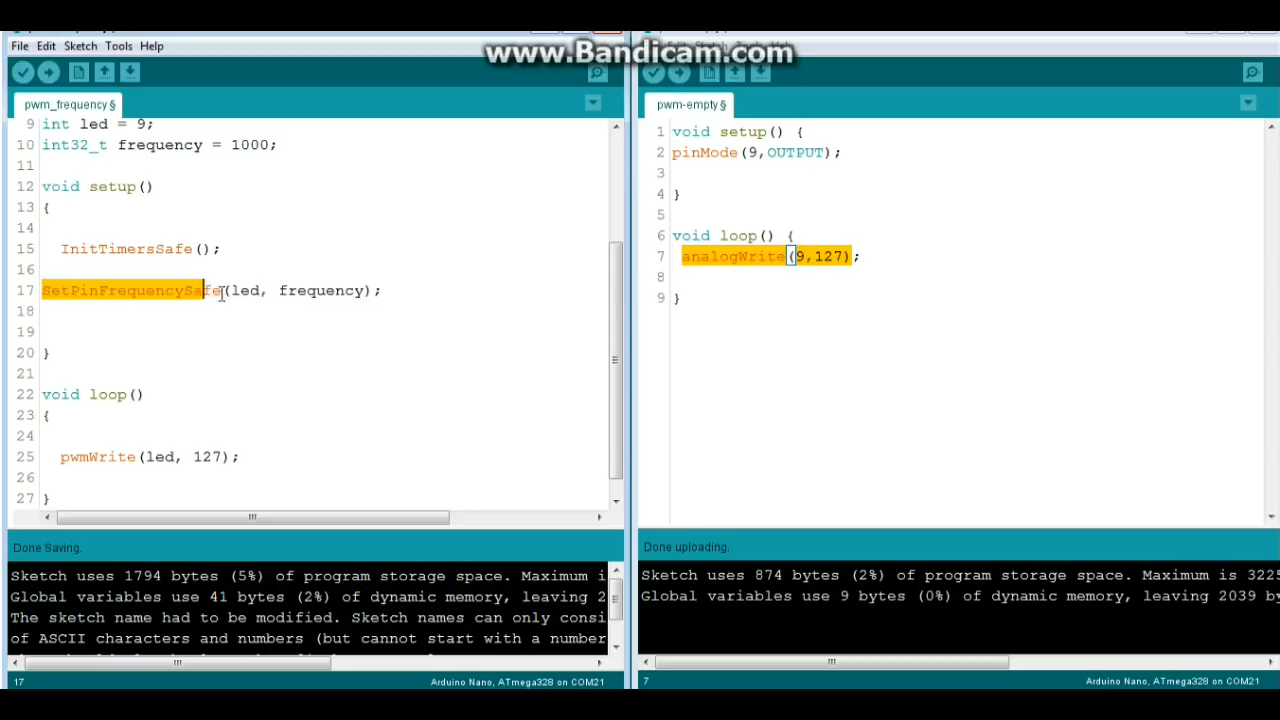 www.Bandicam.com
File Edit Sketch Tools Help
pwm_frequency §
9 int led = 9;
10 int32_t frequency = 1000;
11
12 void setup()
13 {
14
15 InitTimersSafe();
16
17 SetPinFrequencySafe(led, frequency);
18
19
20 }
21
22 void loop()
23 {
24
25 pwmWrite(led, 127);
26
27 }
Done Saving.
Sketch uses 1794 bytes (5%) of program storage space. Maximum i
Global variables use 41 bytes (2%) of dynamic memory, leaving 2
The sketch name had to be modified. Sketch names can only consi
of ASCII characters and numbers (but cannot start with a number
17 Arduino Nano, ATmega328 on COM21
pwm-empty §
1 void setup() {
2 pinMode(9,OUTPUT);
3
4 }
5
6 void loop() {
7 analogWrite(9,127);
8
9 }
Done uploading.
Sketch uses 874 bytes (2%) of program storage space. Maximum is 3225
Global variables use 9 bytes (0%) of dynamic memory, leaving 2039 by
7 Arduino Nano, ATmega328 on COM21